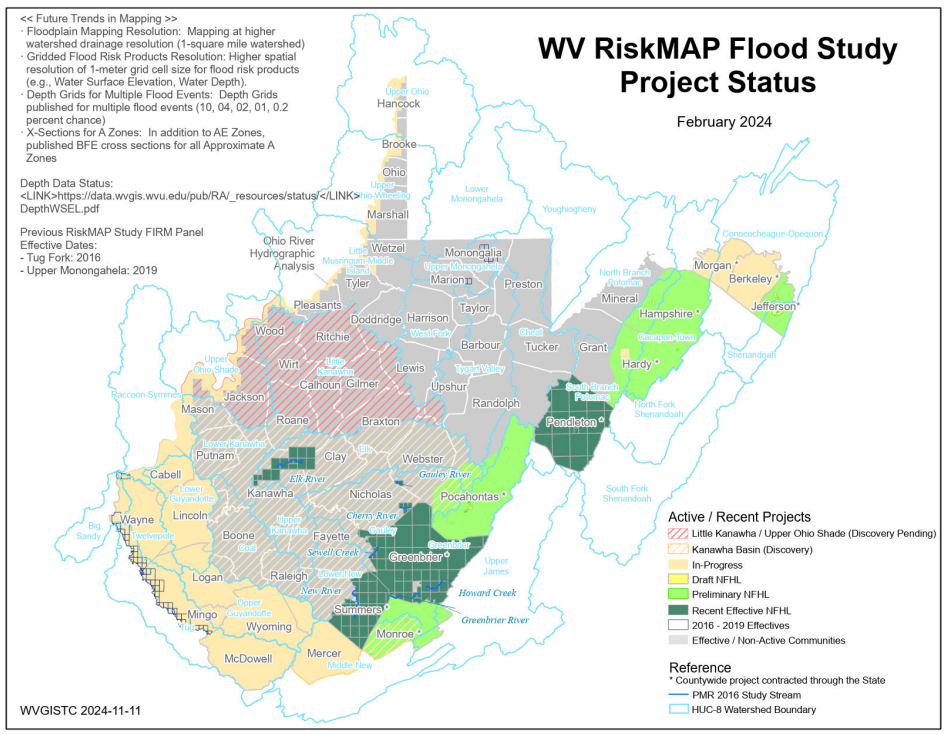 << Future Trends in Mapping >>
· Floodplain Mapping Resolution: Mapping at higher
watershed drainage resolution (1-square mile watershed)
· Gridded Flood Risk Products Resolution: Higher spatial
resolution of 1-meter grid cell size for flood risk products
(e.g., Water Surface Elevation, Water Depth).
· Depth Grids for Multiple Flood Events: Depth Grids
published for multiple flood events (10, 04, 02, 01, 0.2
percent chance)
· X-Sections for A Zones: In addition to AE Zones,
published BFE cross sections for all Approximate A
Zones
Depth Data Status:
<LINK>https://data.wvgis.wvu.edu/pub/RA/_resources/status/</LINK>
DepthWSEL.pdf
Previous RiskMAP Study FIRM Panel
Effective Dates:
- Tug Fork: 2016
- Upper Monongahela: 2019
WV RiskMAP Flood Study
Project Status
February 2024
Upper Ohio
Hancock
Brooke
Ohio
Upper
Ohio-Wheeling
Marshall
Lower
Monongahela
Youghiogheny
Conococheague-Opequon
Ohio River
Hydrographic
Analysis
Little
Muskingum-Middle
Island
Wetzel
Tyler
Monongalia
Upper Monongahela
Marion
Preston
North Branch
Potomac
Mineral
Morgan*
Berkeley*
Jefferson*
Hampshire*
Cacapon-Town
Shenandoah
Pleasants
Wood
Ritchie
Doddridge
Harrison
Taylor
West Fork
Barbour
Cheat
Tucker
Grant
Hardy*
Upper
Ohio-Shade
Wirt
Little
Kanawha
Calhoun
Gilmer
Lewis
Tygart Valley
Upshur
Randolph
South Branch
Potomac
North Fork
Shenandoah
Raccoon-Symmes
Jackson
Mason
Roane
Braxton
Pendleton*
Lower Kanawha
Putnam
Clay
Elk
Webster
Gauley River
Elk River
Kanawha
Nicholas
Pocahontas*
South Fork
Shenandoah
Cabell
Lower
Guyandotte
Lincoln
Wayne
Twelvepole
Big
Sandy
Cherry River
Upper
Kanawha
Gauley
Fayette
Boone
Coal
Sewell Creek
Greenbrier
Greenbrier*
Upper
James
Logan
Raleigh
Lower New
New River
Howard Creek
Summers*
Greenbrier River
Mingo
Upper
Guyandotte
Tug
Wyoming
Monroe*
McDowell
Mercer
Middle New
Active / Recent Projects
Little Kanawha / Upper Ohio Shade (Discovery Pending)
Kanawha Basin (Discovery)
In-Progress
Draft NFHL
Preliminary NFHL
Recent Effective NFHL
2016 - 2019 Effectives
Effective / Non-Active Communities
Reference
* Countywide project contracted through the State
PMR 2016 Study Stream
HUC-8 Watershed Boundary
WVGISTC 2024-11-11